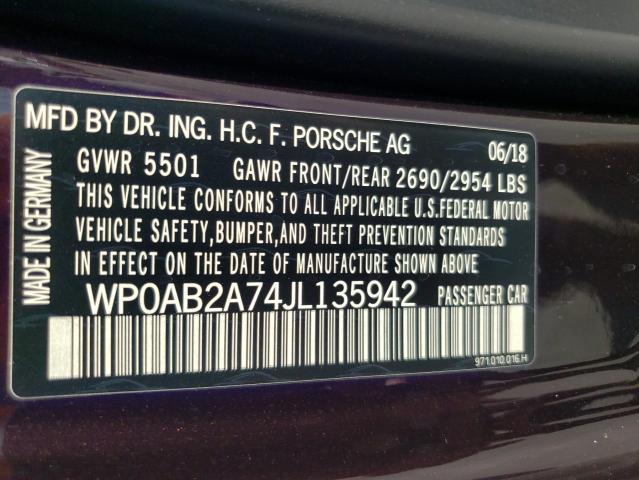 MFD BY DR. ING. H.C. F. PORSCHE AG 06/18
GVWR 5501 GAWR FRONT/REAR 2690/2954 LBS
THIS VEHICLE CONFORMS TO ALL APPLICABLE U.S.FEDERAL MOTOR
VEHICLE SAFETY,BUMPER,AND THEFT PREVENTION STANDARDS
IN EFFECT ON THE DATE OF MANUFACTURE SHOWN ABOVE.
WP0AB2A74JL135942 PASSENGER CAR
971.010.016.H
MADE IN GERMANY